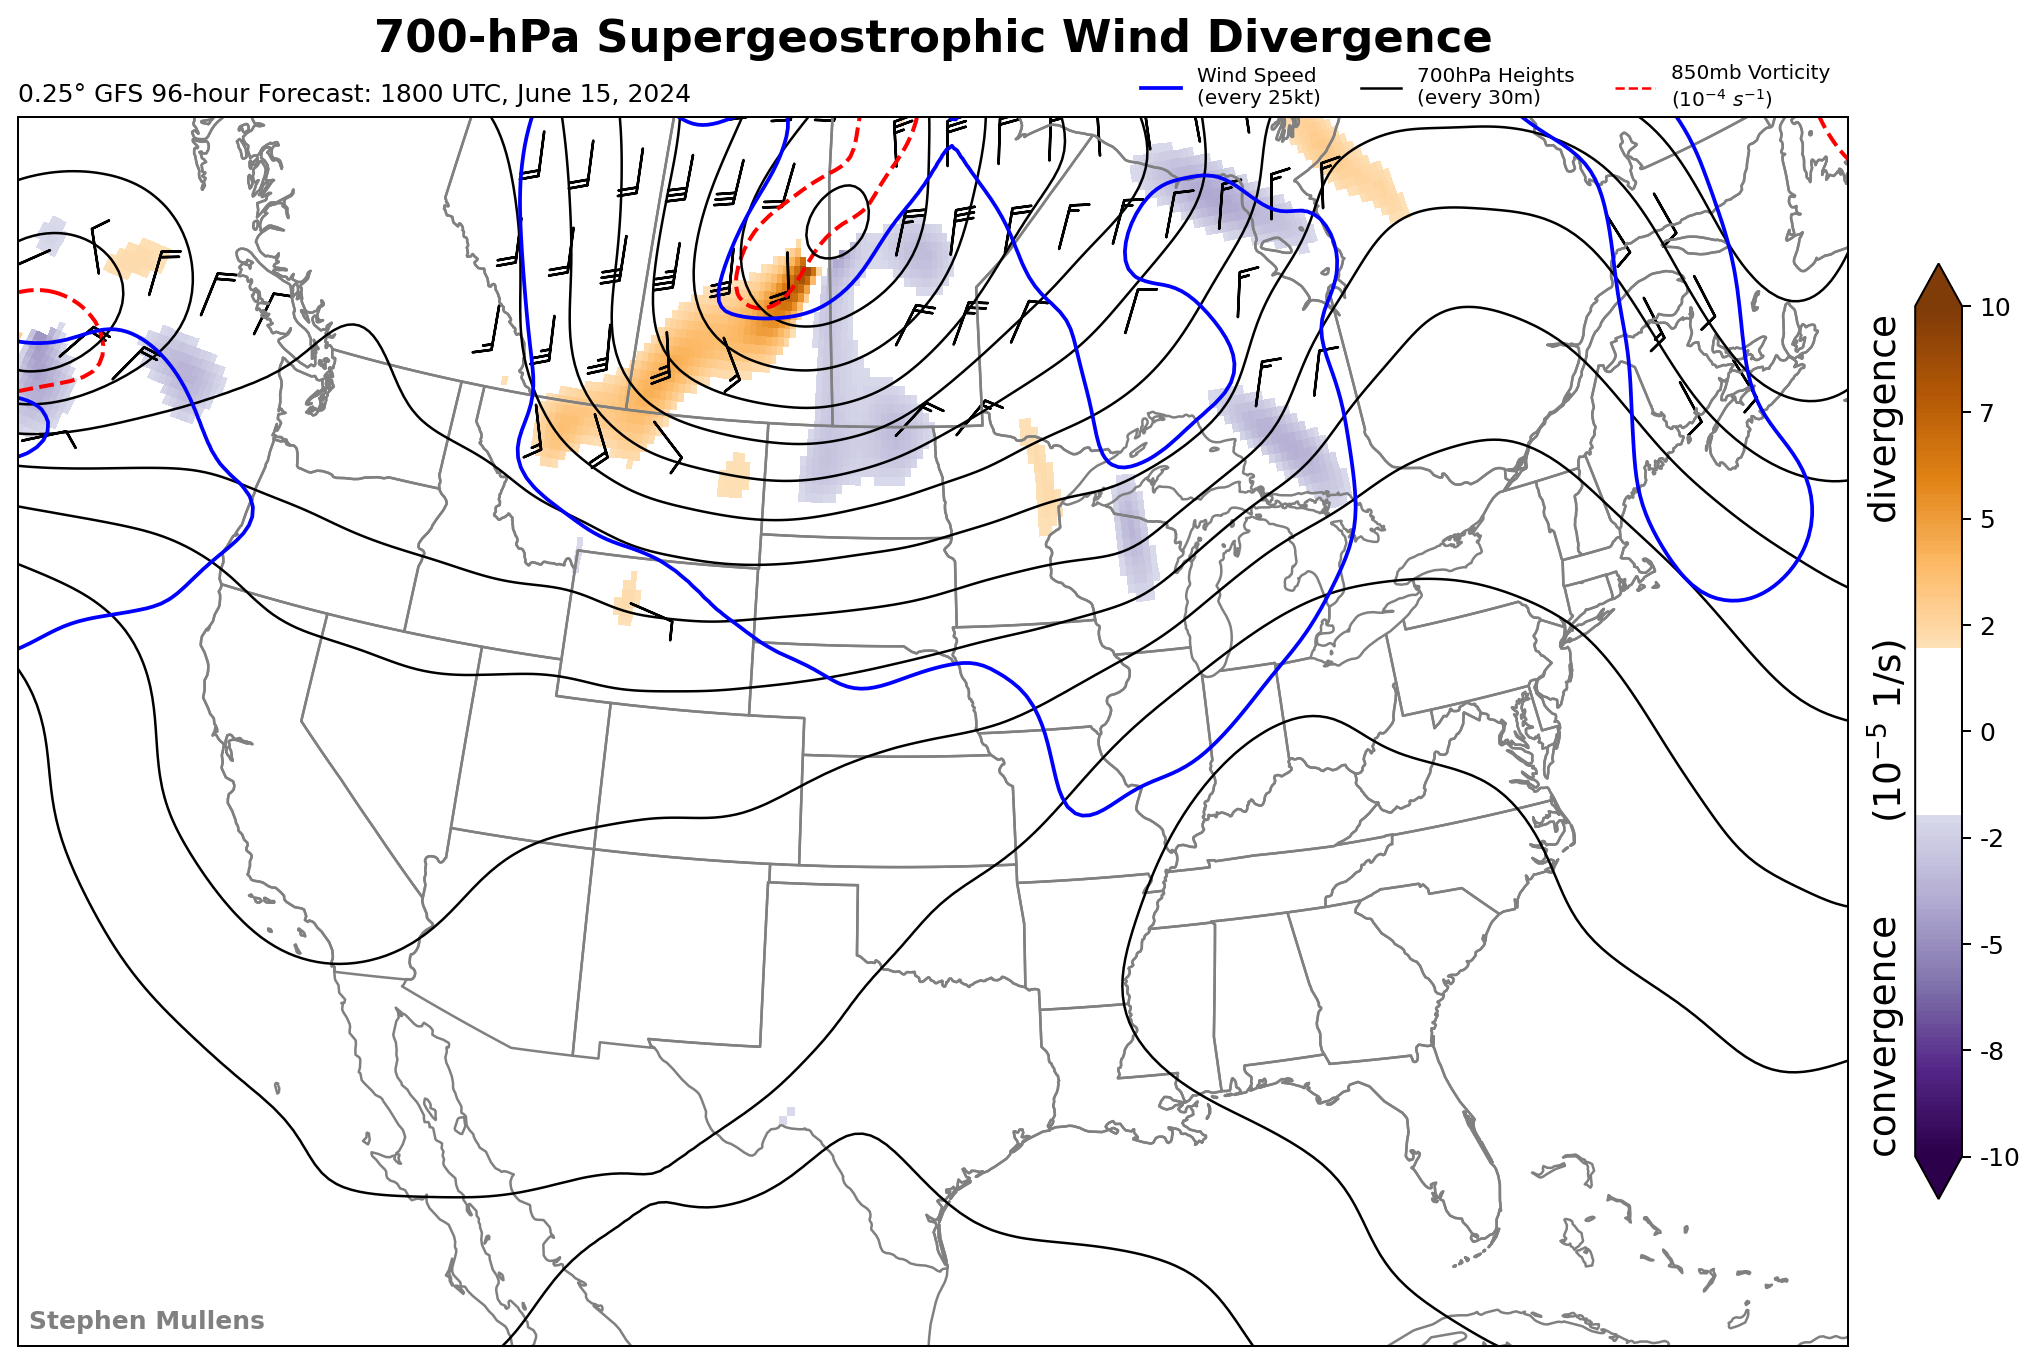 700-hPa Supergeostrophic Wind Divergence
0.25° GFS 96-hour Forecast: 1800 UTC, June 15, 2024
Wind Speed
(every 25kt)
700hPa Heights
(every 30m)
850mb Vorticity
(10⁻⁴ s⁻¹)
10
7
5
2
0
-2
-5
-8
-10
convergence (10⁻⁵ 1/s) divergence
Stephen Mullens